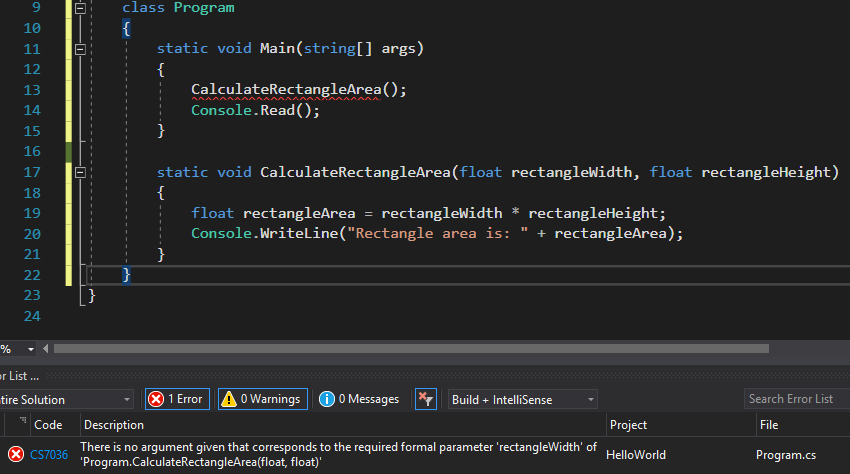 9 class Program
10 {
11 static void Main(string[] args)
12 {
13 CalculateRectangleArea();
14 Console.Read();
15 }
16
17 static void CalculateRectangleArea(float rectangleWidth, float rectangleHeight)
18 {
19 float rectangleArea = rectangleWidth * rectangleHeight;
20 Console.WriteLine("Rectangle area is: " + rectangleArea);
21 }
22 }
23 }
24
%
or List ...
tire Solution 1 Error 0 Warnings 0 Messages Build + IntelliSense Search Error List
Code Description Project File
CS7036 There is no argument given that corresponds to the required formal parameter 'rectangleWidth' of HelloWorld Program.cs
'Program.CalculateRectangleArea(float, float)'